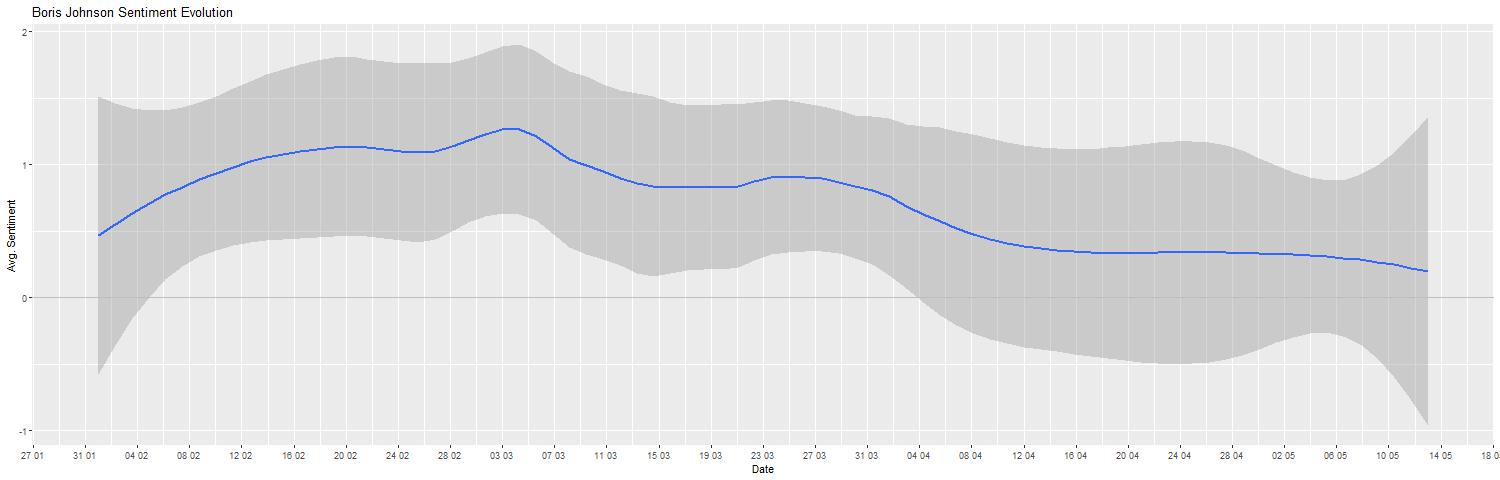 Boris Johnson Sentiment Evolution
Avg. Sentiment
2
1
0
-1
27 01 31 01 04 02 08 02 12 02 16 02 20 02 24 02 28 02 03 03 07 03 11 03 15 03 19 03 23 03 27 03 31 03 04 04 08 04 12 04 16 04 20 04 24 04 28 04 02 05 06 05 10 05 14 05 18 0
Date